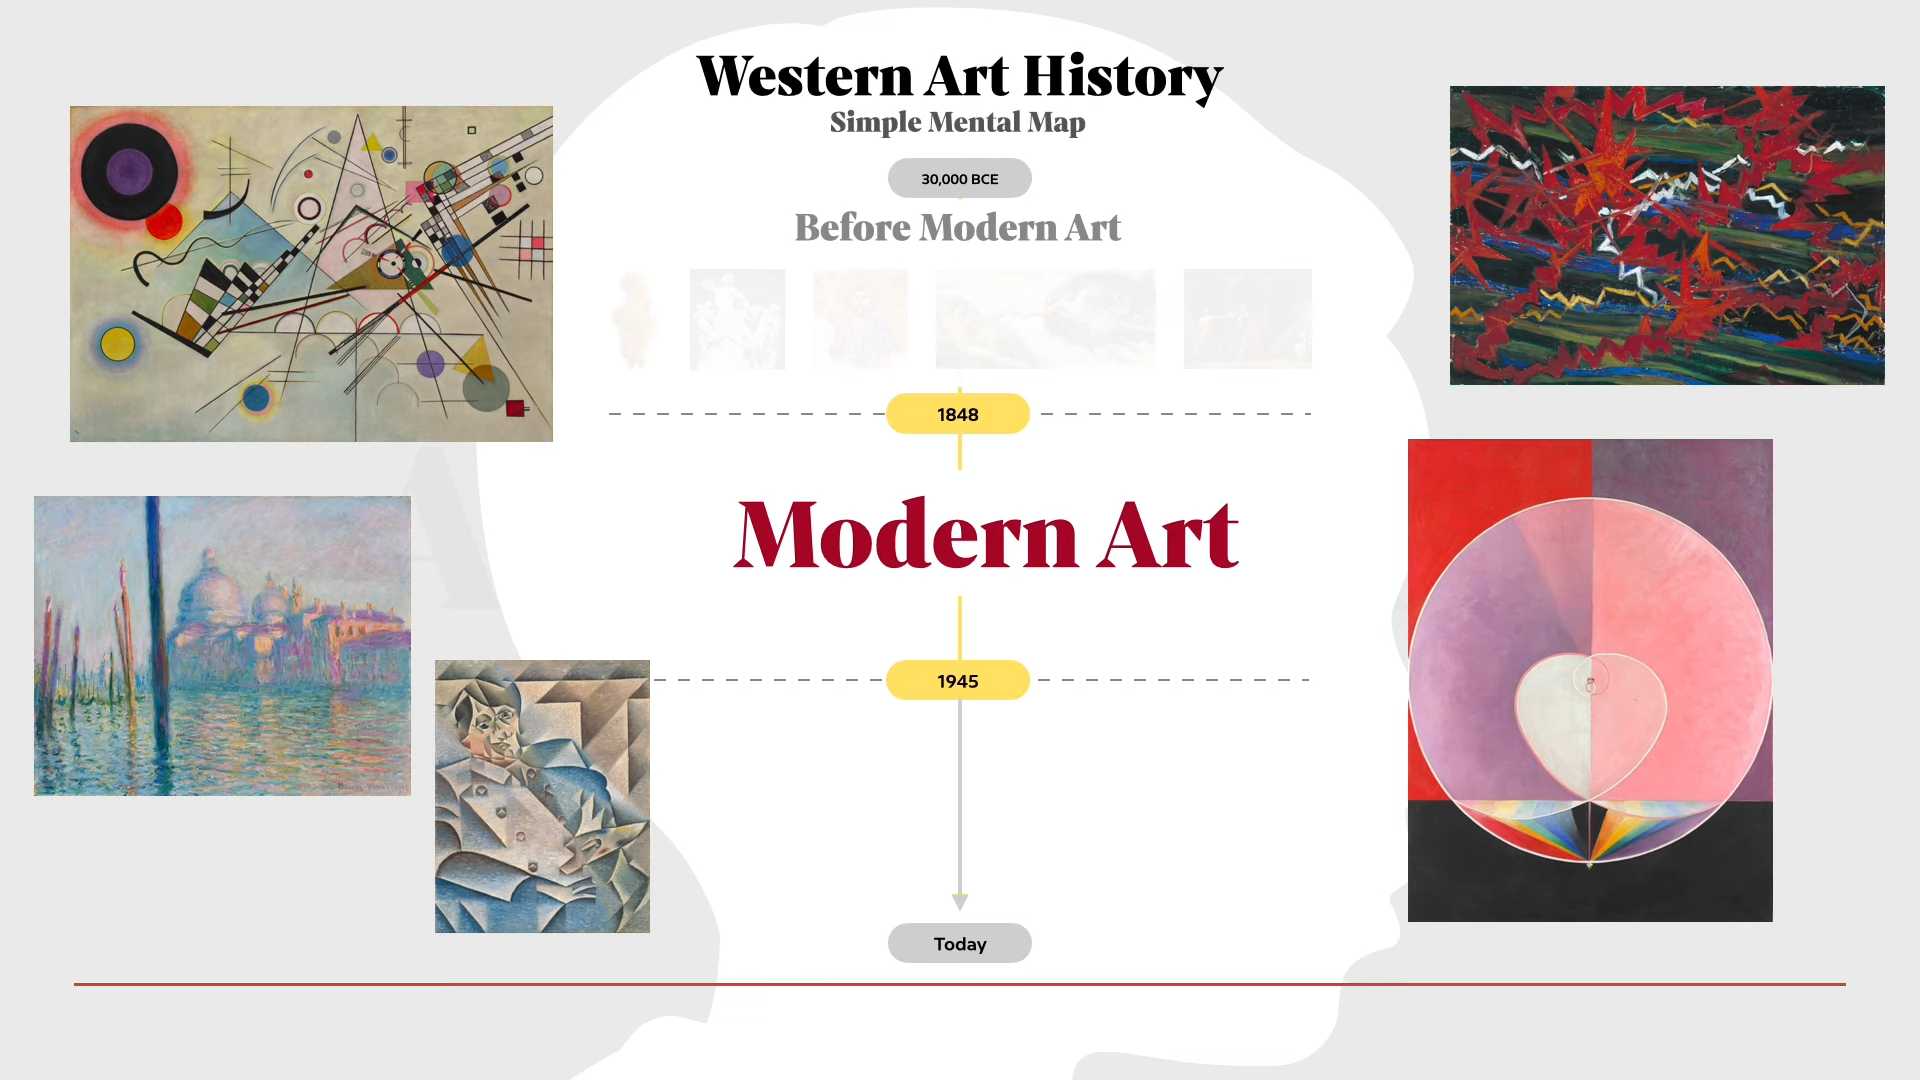 Western Art History
Simple Mental Map
30,000 BCE
Before Modern Art
1848
Modern Art
1945
Today